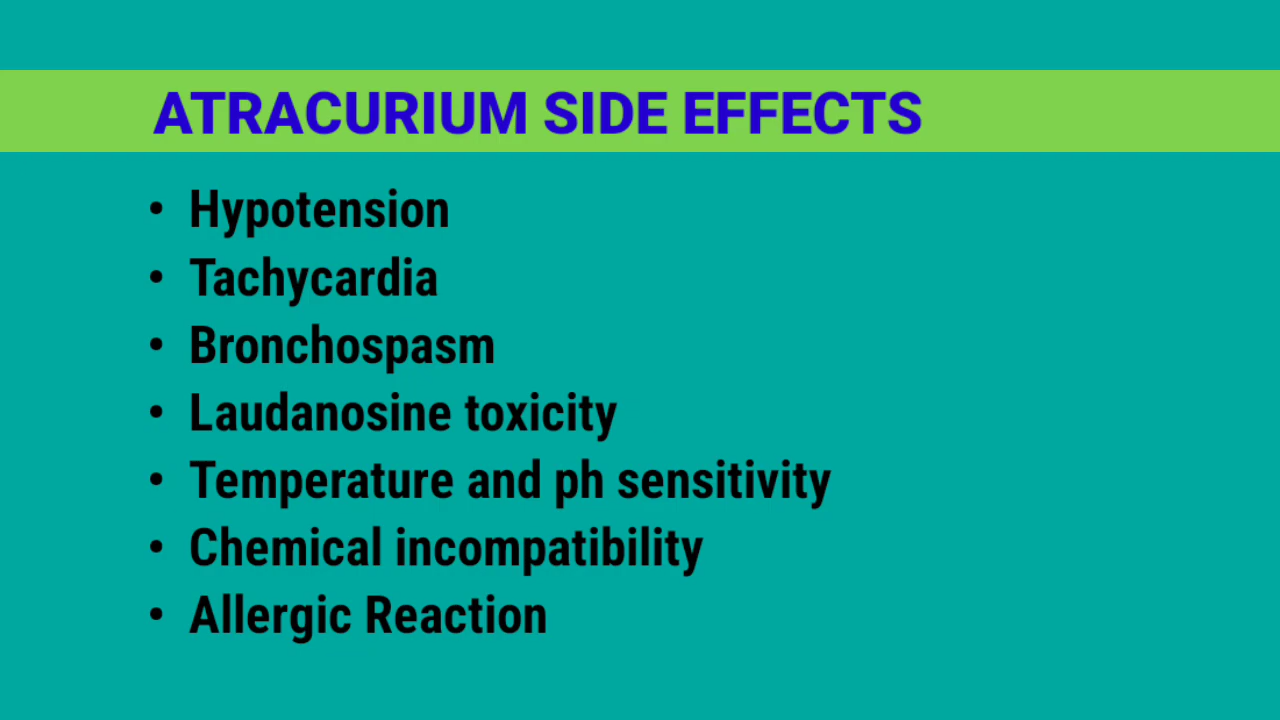 ATRACURIUM SIDE EFFECTS
• Hypotension
• Tachycardia
• Bronchospasm
• Laudanosine toxicity
• Temperature and ph sensitivity
• Chemical incompatibility
• Allergic Reaction